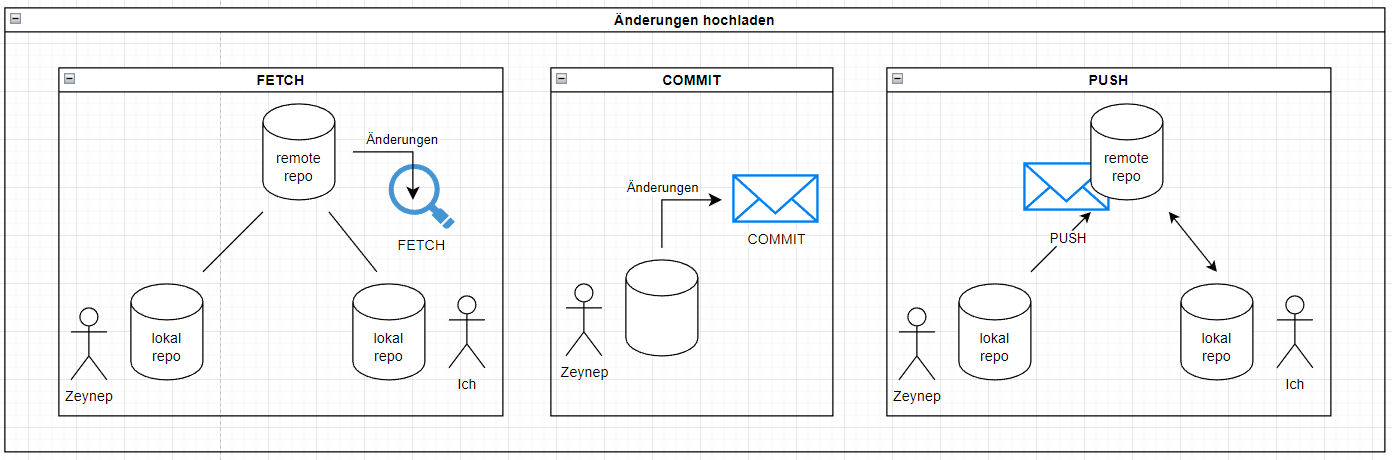 Änderungen hochladen
FETCH
remote
repo
Änderungen
FETCH
lokal
repo
Zeynep
lokal
repo
Ich
COMMIT
Änderungen
COMMIT
Zeynep
PUSH
remote
repo
PUSH
lokal
repo
Zeynep
lokal
repo
Ich